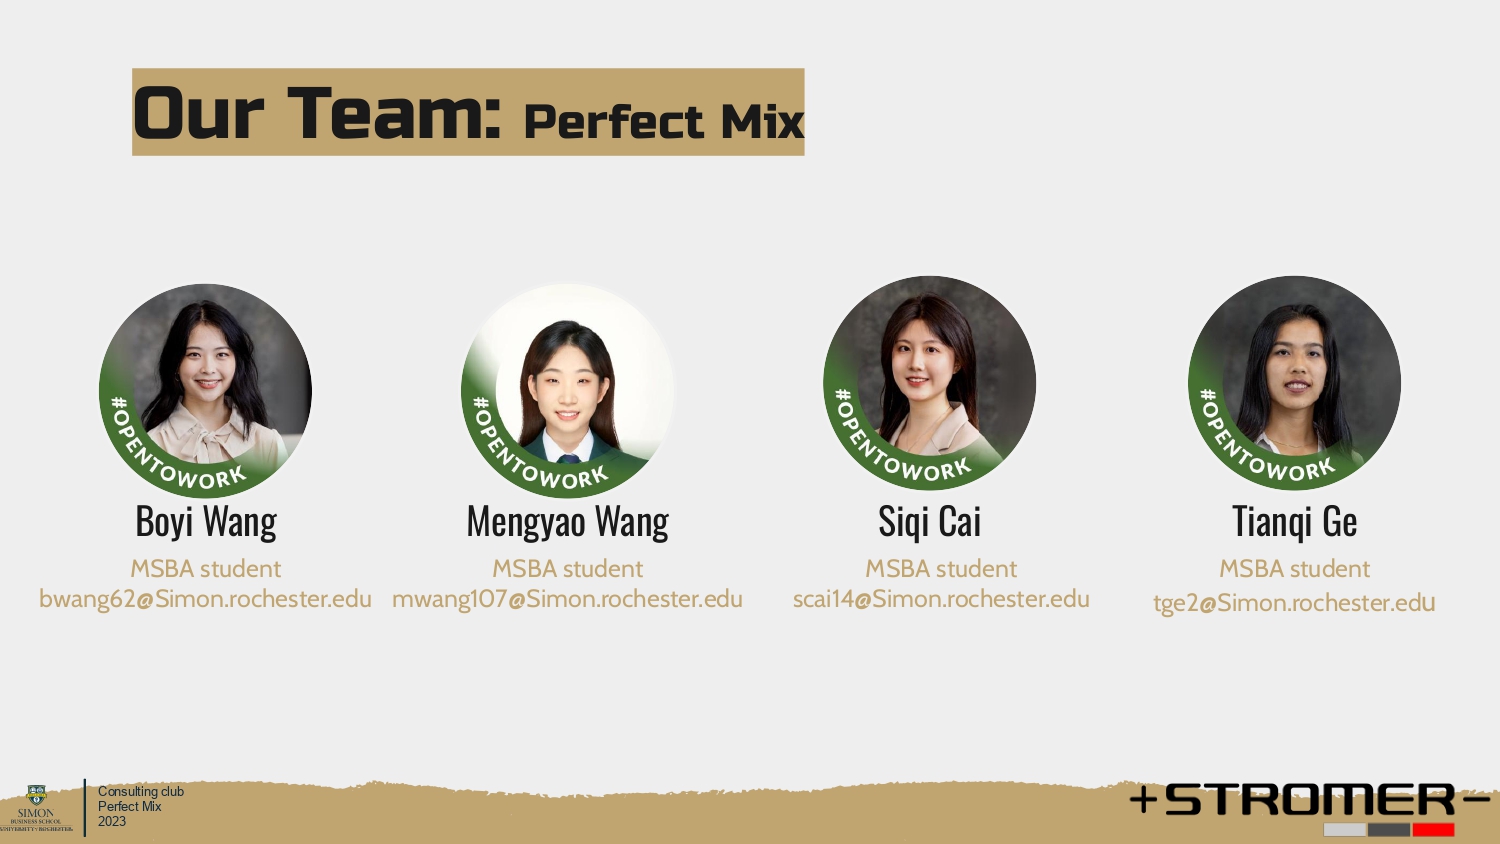 Our Team: Perfect Mix
#OPENTOWORK
#OPENTOWORK
#OPENTOWORK
#OPENTOWORK
Boyi Wang
Mengyao Wang
Siqi Cai
Tianqi Ge
MSBA student
MSBA student
MSBA student
MSBA student
bwang62@Simon.rochester.edu
mwang107@Simon.rochester.edu
scai14@Simon.rochester.edu
tge2@Simon.rochester.edu
SIMON
BUSINESS SCHOOL
UNIVERSITY of ROCHESTER
Consulting club
Perfect Mix
2023
+STROMER−